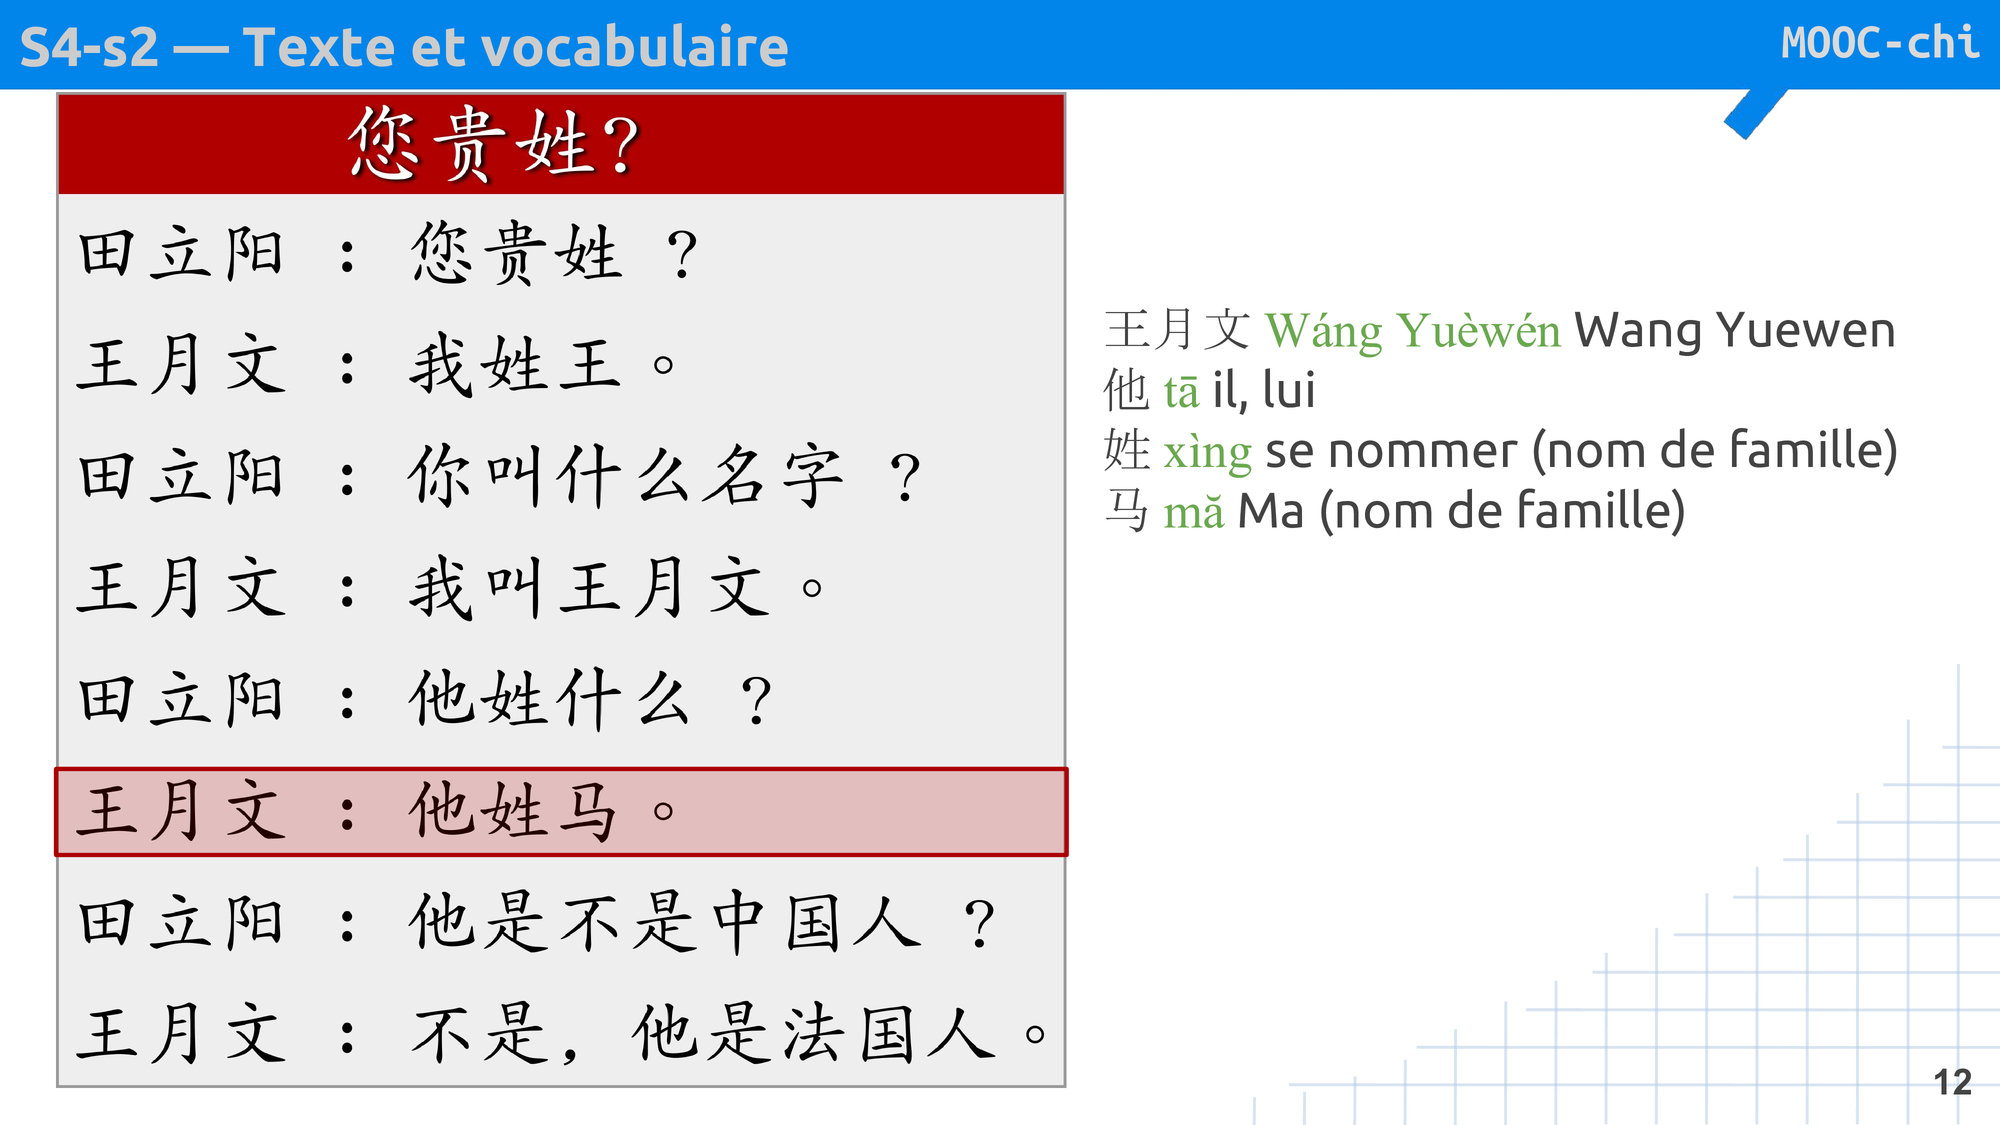 S4-s2 — Texte et vocabulaire
MOOC-chi
您贵姓?
田立阳 : 您贵姓 ?
王月文 : 我姓王。
田立阳 : 你叫什么名字 ?
王月文 : 我叫王月文。
田立阳 : 他姓什么 ?
王月文 : 他姓马。
田立阳 : 他是不是中国人 ?
王月文 : 不是, 他是法国人。
王月文 Wáng Yuèwén Wang Yuewen
他 tā il, lui
姓 xìng se nommer (nom de famille)
马 mă Ma (nom de famille)
12